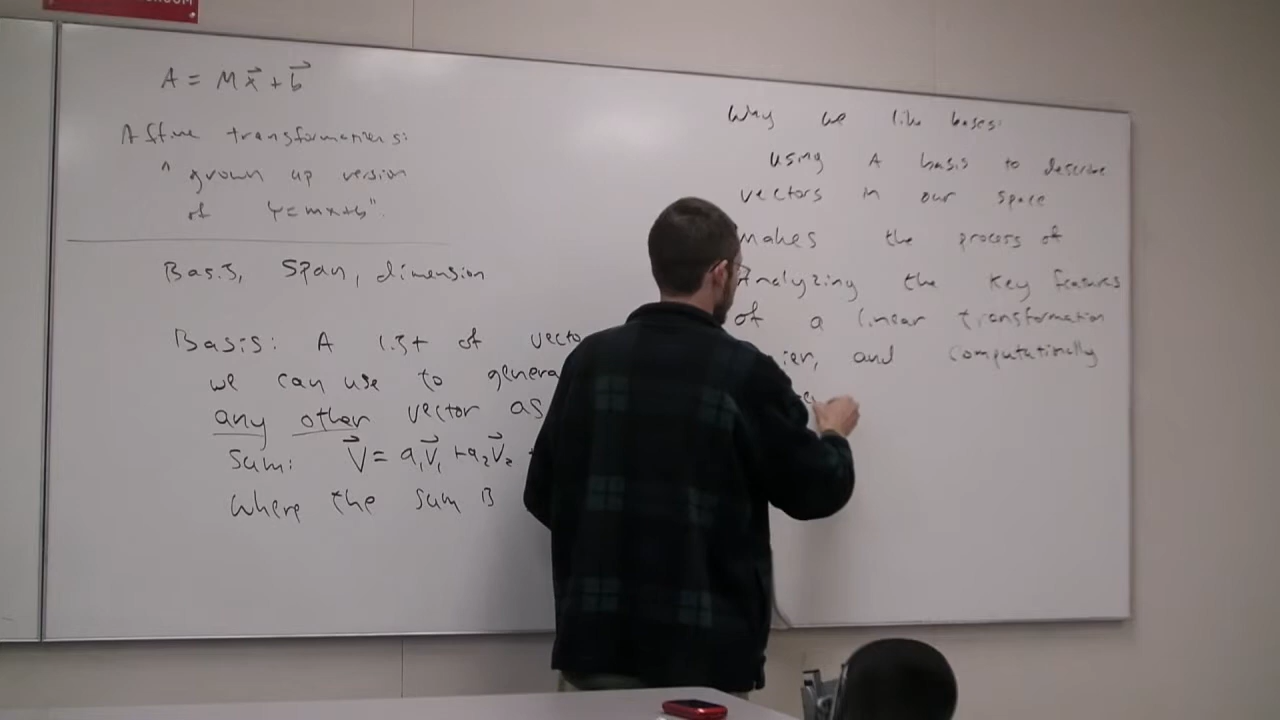 A = Mx⃗ + b⃗
Affine transformations:
"grown up version
of y=mx+b".
Basis, Span, dimension
Basis: A list of vecto
we can use to genera
any other vector as
Sum: V⃗ = a₁v⃗₁ + a₂v⃗₂ +
where the sum is
Why we like bases:
using A basis to describe
vectors in our space
makes the process of
Analyzing the key features
of a linear transformation
ier, and computationally